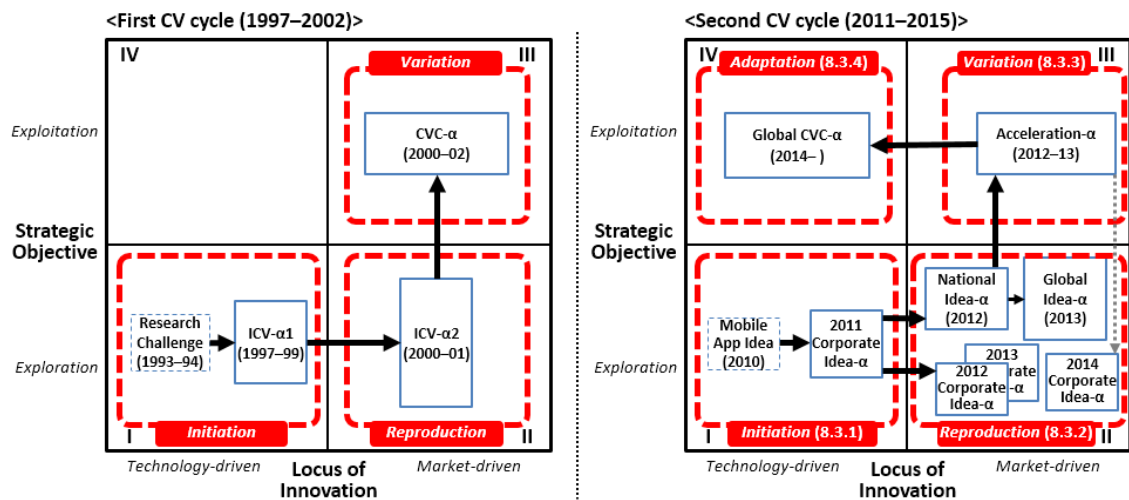 <First CV cycle (1997–2002)>
IV
III
Variation
Exploitation
CVC-α
(2000–02)
Strategic
Objective
Research
Challenge
(1993–94)
ICV-α1
(1997–99)
ICV-α2
(2000–01)
Exploration
I
Initiation
Reproduction
II
Technology-driven
Locus of
Innovation
Market-driven
<Second CV cycle (2011–2015)>
IV
III
Adaptation (8.3.4)
Variation (8.3.3)
Exploitation
Global CVC-α
(2014– )
Acceleration-α
(2012–13)
Strategic
Objective
Mobile
App Idea
(2010)
2011
Corporate
Idea-α
National
Idea-α
(2012)
Global
Idea-α
(2013)
Exploration
2013
2012
Corporate
Idea-α
2014
Corporate
Idea-α
I
Initiation (8.3.1)
Reproduction (8.3.2)
II
Technology-driven
Locus of
Innovation
Market-driven